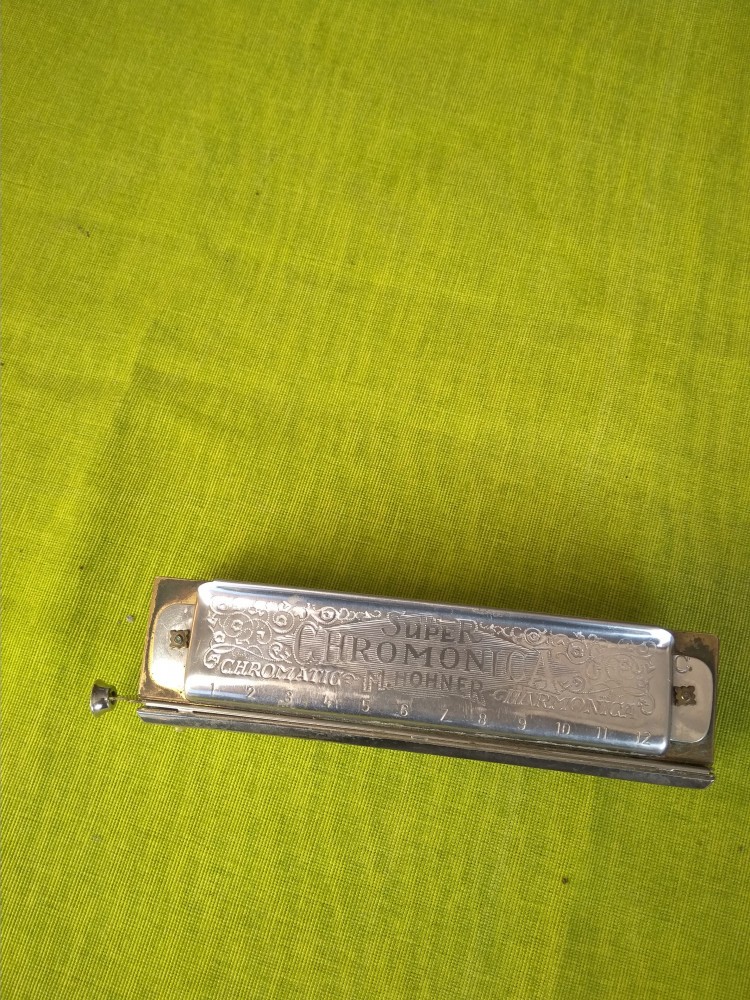 SUPER
CHROMONICA
CHROMATIC M. HOHNER HARMONICA
1 2 3 4 5 6 7 8 9 10 11 12
C